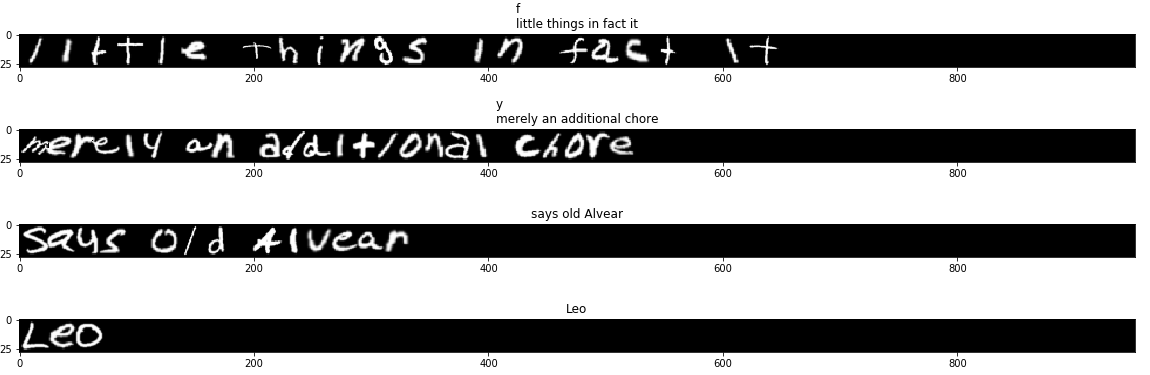 f
little things in fact it
0
little things in fact it
25
0 200 400 600 800
y
merely an additional chore
0
merely an additional chore
25
0 200 400 600 800
says old Alvear
0
says old Alvear
25
0 200 400 600 800
Leo
0
Leo
25
0 200 400 600 800